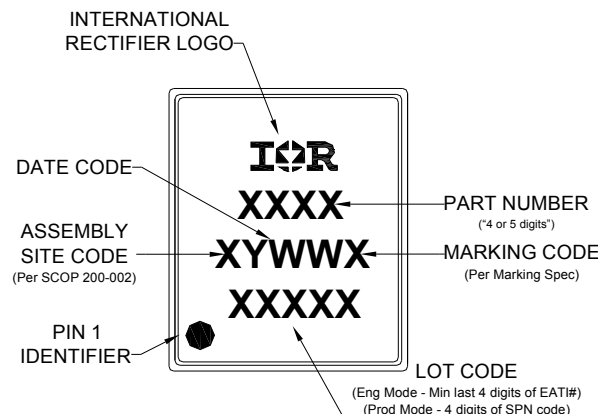 INTERNATIONAL
RECTIFIER LOGO
IOR
DATE CODE
XXXX
PART NUMBER
(“4 or 5 digits”)
ASSEMBLY
SITE CODE
(Per SCOP 200-002)
XYWWX
MARKING CODE
(Per Marking Spec)
XXXXX
PIN 1
IDENTIFIER
LOT CODE
(Eng Mode - Min last 4 digits of EATI#)
(Prod Mode - 4 digits of SPN code)